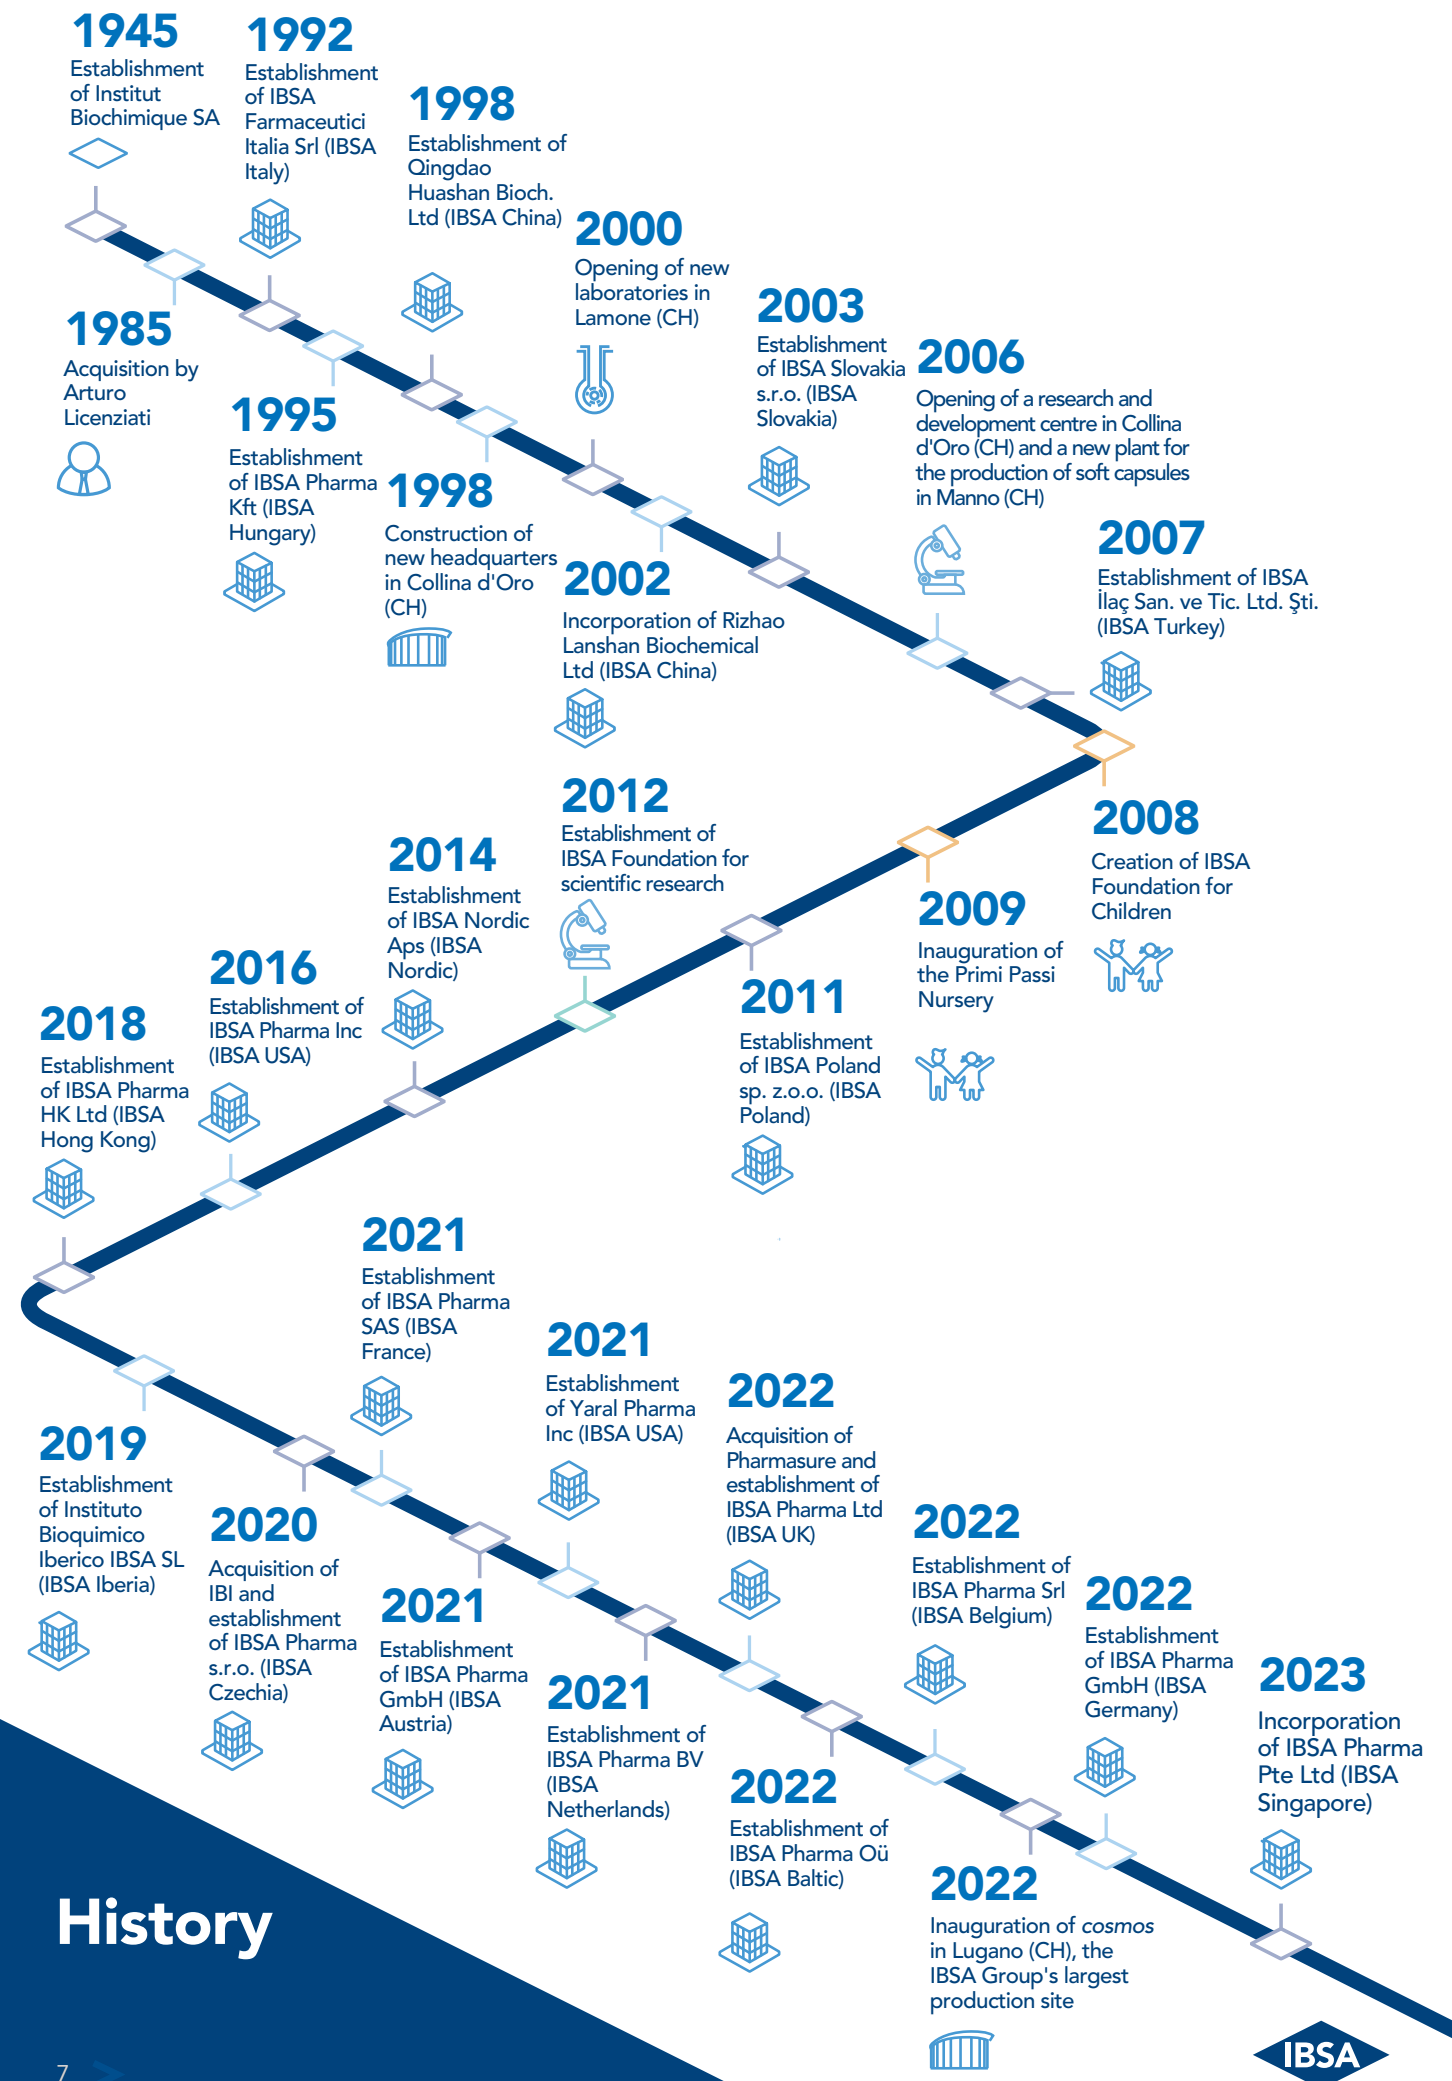 1945
Establishment
of Institut
Biochimique SA
1985
Acquisition by
Arturo
Licenziati
1992
Establishment
of IBSA
Farmaceutici
Italia Srl (IBSA
Italy)
1995
Establishment
of IBSA Pharma
Kft (IBSA
Hungary)
1998
Establishment of
Qingdao
Huashan Bioch.
Ltd (IBSA China)
1998
Construction of
new headquarters
in Collina d'Oro
(CH)
2000
Opening of new
laboratories in
Lamone (CH)
2002
Incorporation of Rizhao
Lanshan Biochemical
Ltd (IBSA China)
2003
Establishment
of IBSA Slovakia
s.r.o. (IBSA
Slovakia)
2006
Opening of a research and
development centre in Collina
d'Oro (CH) and a new plant for
the production of soft capsules
in Manno (CH)
2007
Establishment of IBSA
İlaç San. ve Tic. Ltd. Şti.
(IBSA Turkey)
2008
Creation of IBSA
Foundation for
Children
2009
Inauguration of
the Primi Passi
Nursery
2011
Establishment
of IBSA Poland
sp. z.o.o. (IBSA
Poland)
2012
Establishment of
IBSA Foundation for
scientific research
2014
Establishment
of IBSA Nordic
Aps (IBSA
Nordic)
2016
Establishment of
IBSA Pharma Inc
(IBSA USA)
2018
Establishment
of IBSA Pharma
HK Ltd (IBSA
Hong Kong)
2019
Establishment
of Instituto
Bioquimico
Iberico IBSA SL
(IBSA Iberia)
2020
Acquisition of
IBI and
establishment
of IBSA Pharma
s.r.o. (IBSA
Czechia)
2021
Establishment
of IBSA Pharma
SAS (IBSA
France)
2021
Establishment
of IBSA Pharma
GmbH (IBSA
Austria)
2021
Establishment
of Yaral Pharma
Inc (IBSA USA)
2021
Establishment of
IBSA Pharma BV
(IBSA
Netherlands)
2022
Acquisition of
Pharmasure and
establishment of
IBSA Pharma Ltd
(IBSA UK)
2022
Establishment of
IBSA Pharma Oü
(IBSA Baltic)
2022
Establishment of
IBSA Pharma Srl
(IBSA Belgium)
2022
Inauguration of cosmos
in Lugano (CH), the
IBSA Group's largest
production site
2022
Establishment
of IBSA Pharma
GmbH (IBSA
Germany)
2023
Incorporation
of IBSA Pharma
Pte Ltd (IBSA
Singapore)
History
7
IBSA